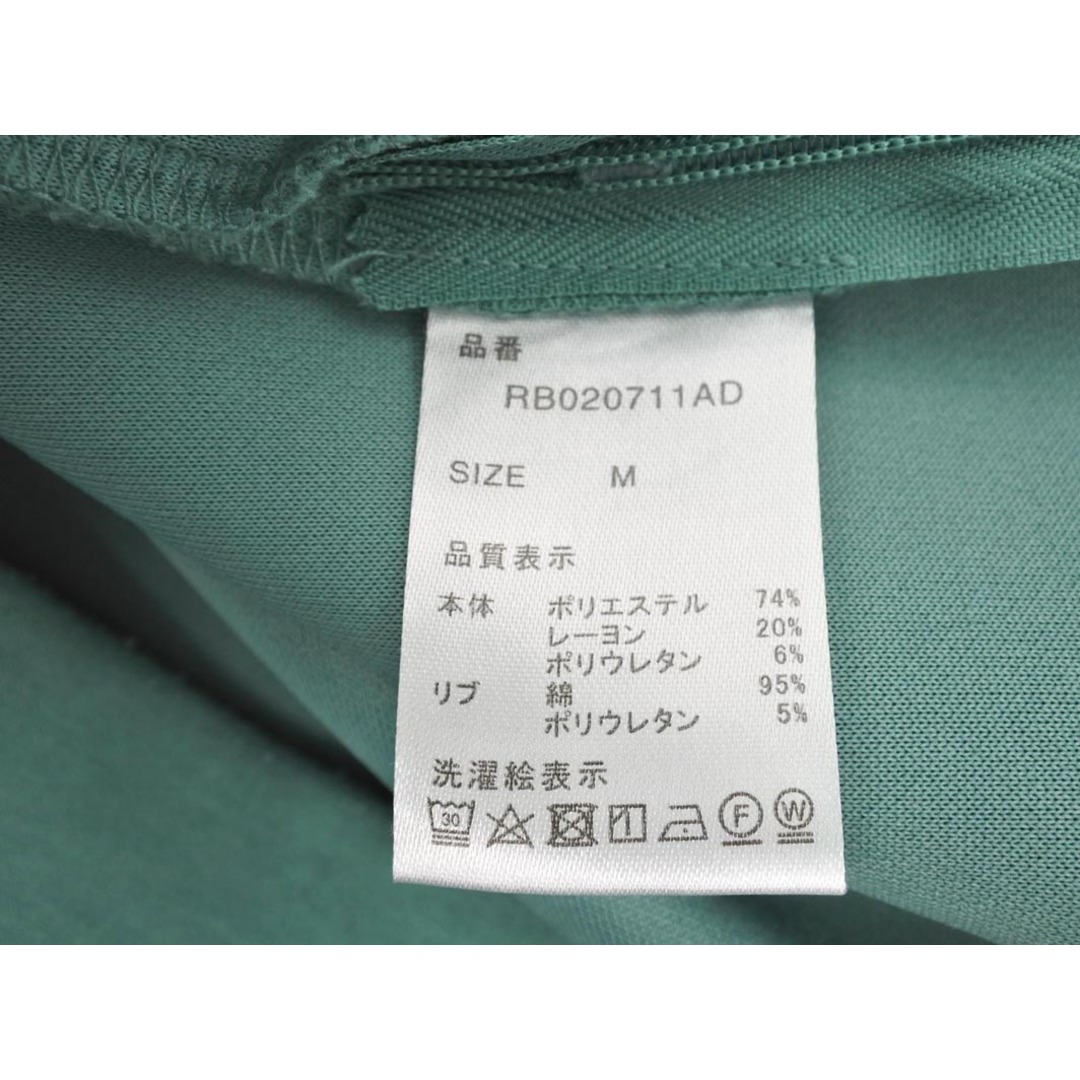 品番
RB020711AD
SIZE M
品質表示
本体 ポリエステル 74%
レーヨン 20%
ポリウレタン 6%
リブ 綿 95%
ポリウレタン 5%
洗濯絵表示
30 F W